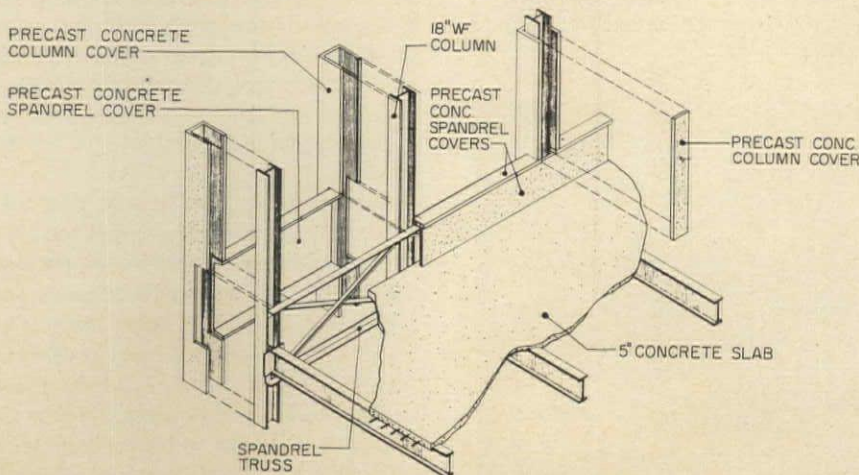 PRECAST CONCRETE
COLUMN COVER
PRECAST CONCRETE
SPANDREL COVER
18" WF
COLUMN
PRECAST
CONC.
SPANDREL
COVERS
PRECAST CONC
COLUMN COVER
5" CONCRETE SLAB
SPANDREL
TRUSS